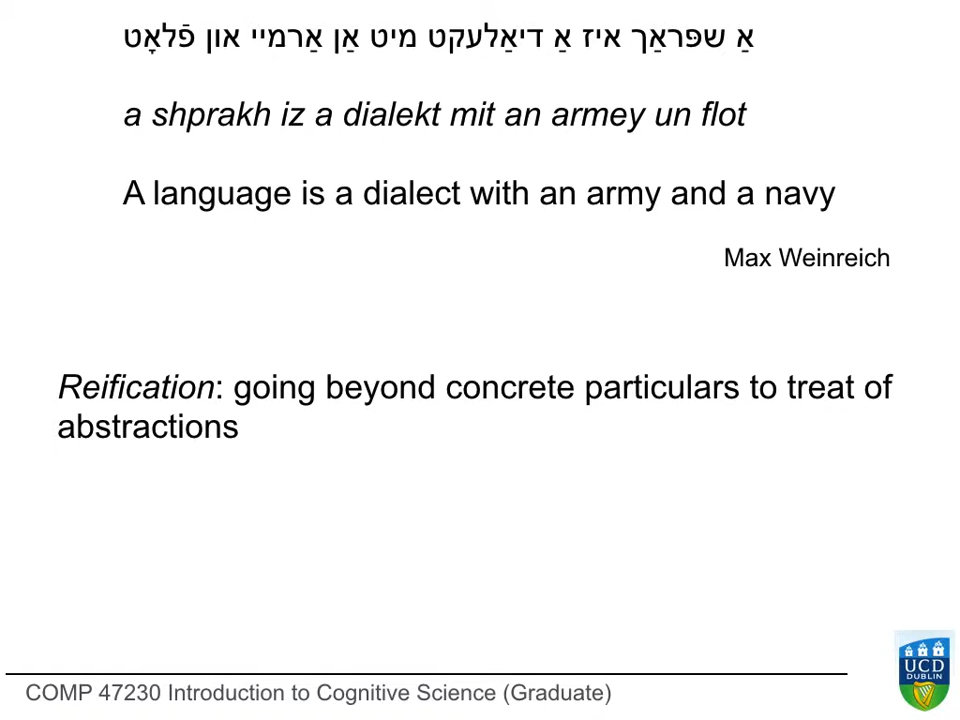 אַ שפּראַך איז אַ דיאַלעקט מיט אַן אַרמיי און פֿלאָט
a shprakh iz a dialekt mit an armey un flot
A language is a dialect with an army and a navy
Max Weinreich
Reification: going beyond concrete particulars to treat of
abstractions
UCD
DUBLIN
COMP 47230 Introduction to Cognitive Science (Graduate)